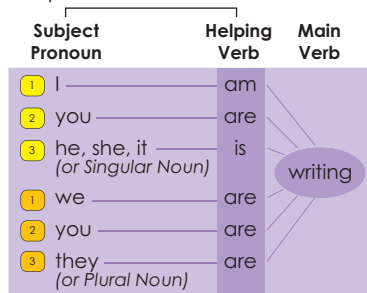 Subject Helping Main
Pronoun Verb Verb
1 I am
2 you are
3 he, she, it is
(or Singular Noun)
writing
1 we are
2 you are
3 they are
(or Plural Noun)